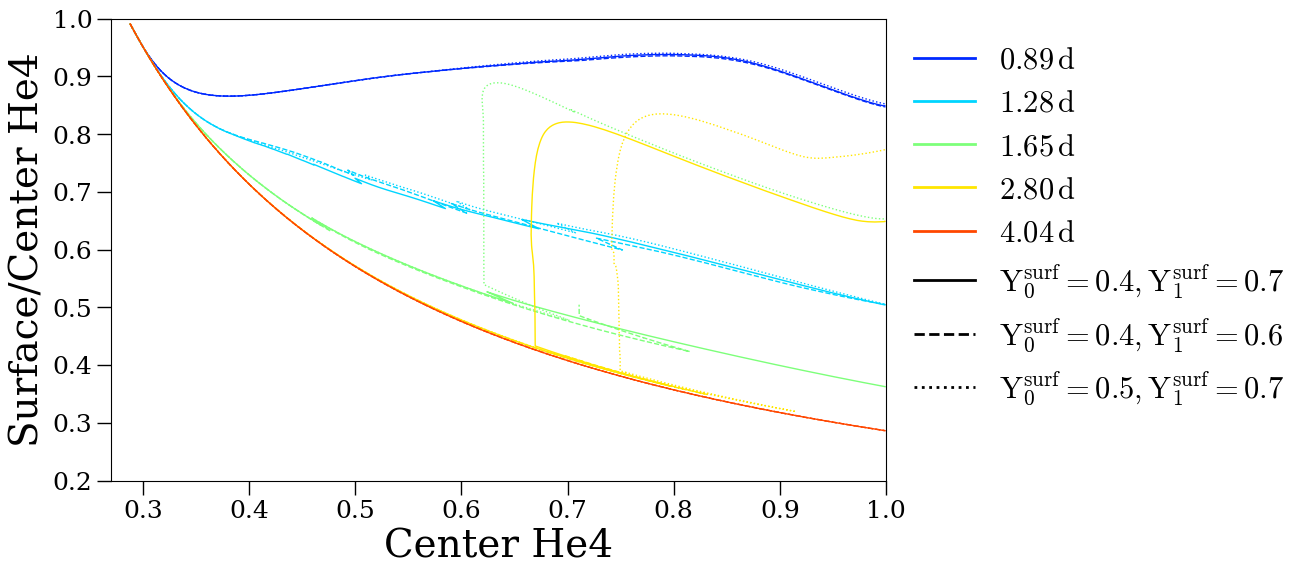 Surface/Center He4
1.0
0.9
0.8
0.7
0.6
0.5
0.4
0.3
0.2
0.3 0.4 0.5 0.6 0.7 0.8 0.9 1.0
Center He4
0.89 d
1.28 d
1.65 d
2.80 d
4.04 d
Y₀ˢᵘʳᶠ = 0.4, Y₁ˢᵘʳᶠ = 0.7
Y₀ˢᵘʳᶠ = 0.4, Y₁ˢᵘʳᶠ = 0.6
Y₀ˢᵘʳᶠ = 0.5, Y₁ˢᵘʳᶠ = 0.7